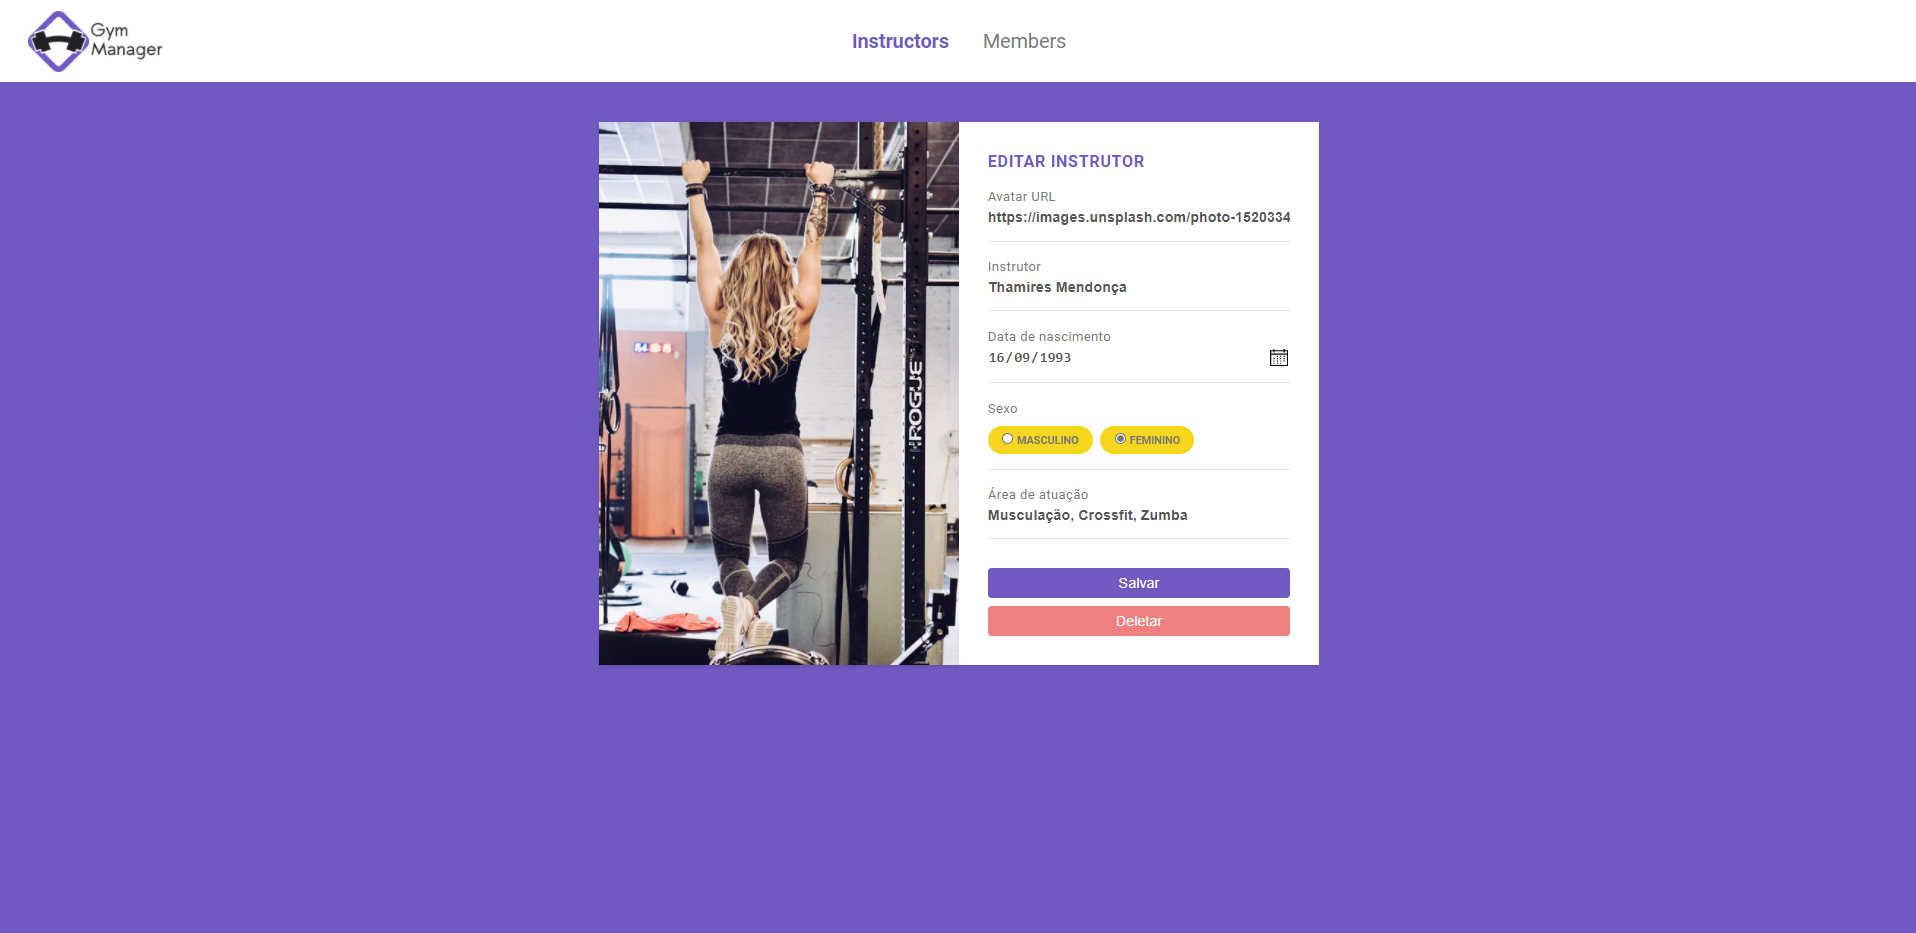 Gym
Manager
Instructors
Members
EDITAR INSTRUTOR
Avatar URL
https://images.unsplash.com/photo-1520334
Instrutor
Thamires Mendonça
Data de nascimento
16/09/1993
Sexo
MASCULINO
FEMININO
Área de atuação
Musculação, Crossfit, Zumba
Salvar
Deletar
ROGUE